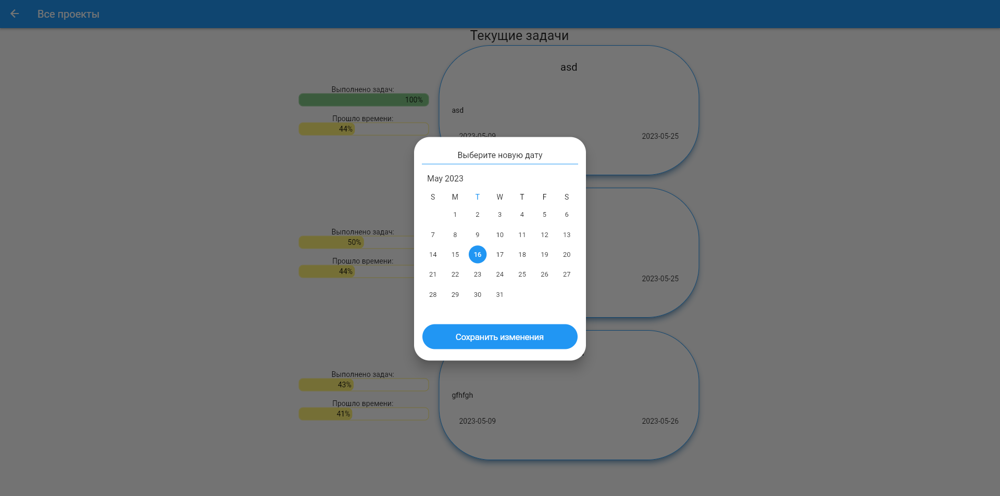 Все проекты
Текущие задачи
asd
Выполнено задач:
100%
asd
Прошло времени:
44%
2023-05-09 2023-05-25
Выберите новую дату
May 2023
S M T W T F S
1 2 3 4 5 6
7 8 9 10 11 12 13
14 15 16 17 18 19 20
21 22 23 24 25 26 27
28 29 30 31
Сохранить изменения
Выполнено задач:
50%
Прошло времени:
44%
2023-05-25
Выполнено задач:
43%
gfhfgh
Прошло времени:
41%
2023-05-09 2023-05-26